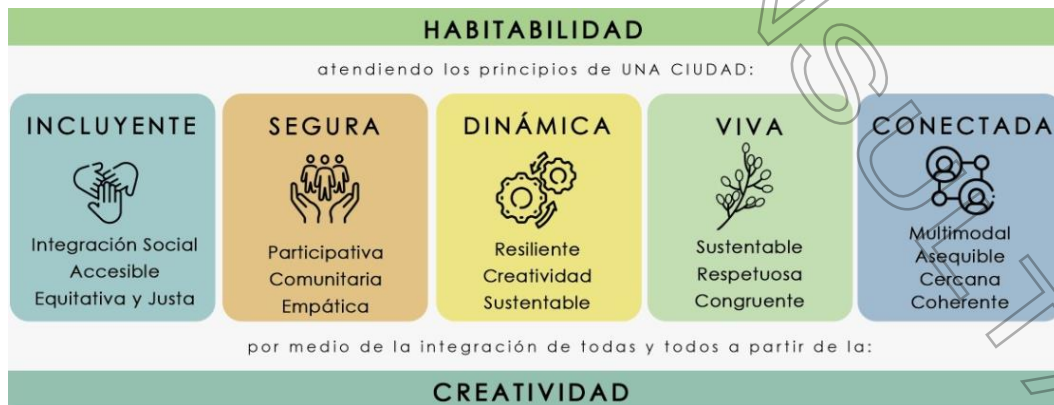 HABITABILIDAD
atendiendo los principios de UNA CIUDAD:
INCLUYENTE
Integración Social
Accesible
Equitativa y Justa
SEGURA
Participativa
Comunitaria
Empática
DINÁMICA
Resiliente
Creatividad
Sustentable
VIVA
Sustentable
Respetuosa
Congruente
CONECTADA
Multimodal
Asequible
Cercana
Coherente
por medio de la integración de todas y todos a partir de la:
CREATIVIDAD